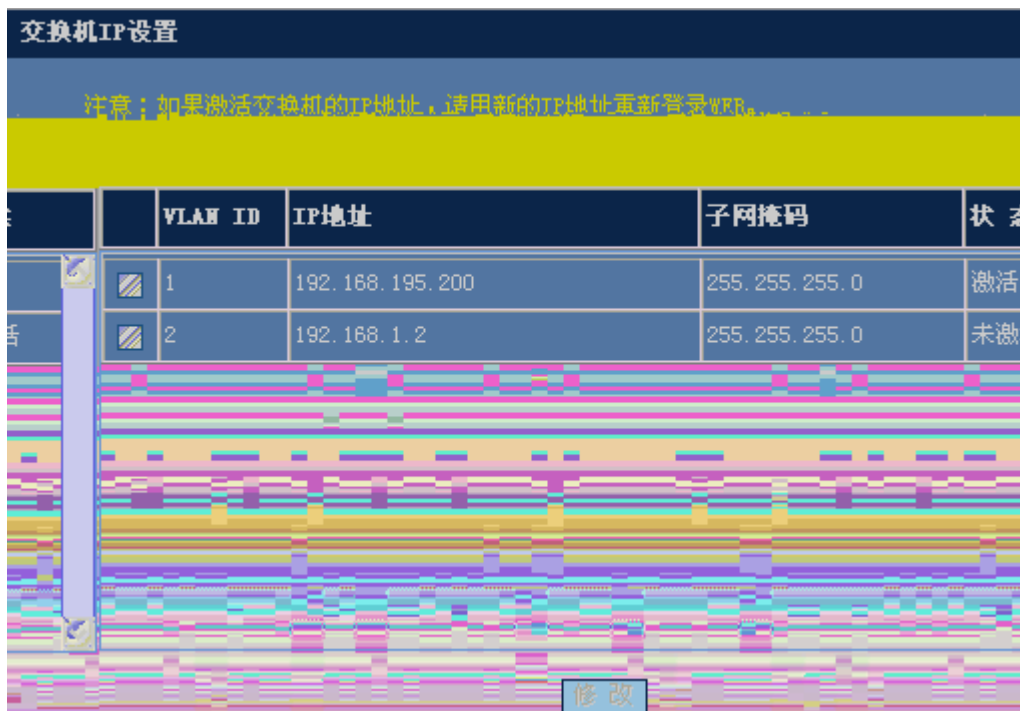 交换机IP设置
注意：如果激活交换机的IP地址，请用新的IP地址重新登录WEB。
VLAN ID IP地址 子网掩码 状
1 192.168.195.200 255.255.255.0 激活
活 2 192.168.1.2 255.255.255.0 未激
修 改